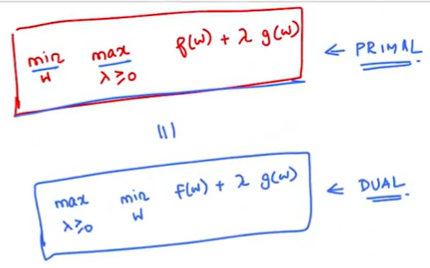 min max f(w) + λ g(w) ← PRIMAL
w λ≥0
|||
max min f(w) + λ g(w) ← DUAL.
λ≥0 w